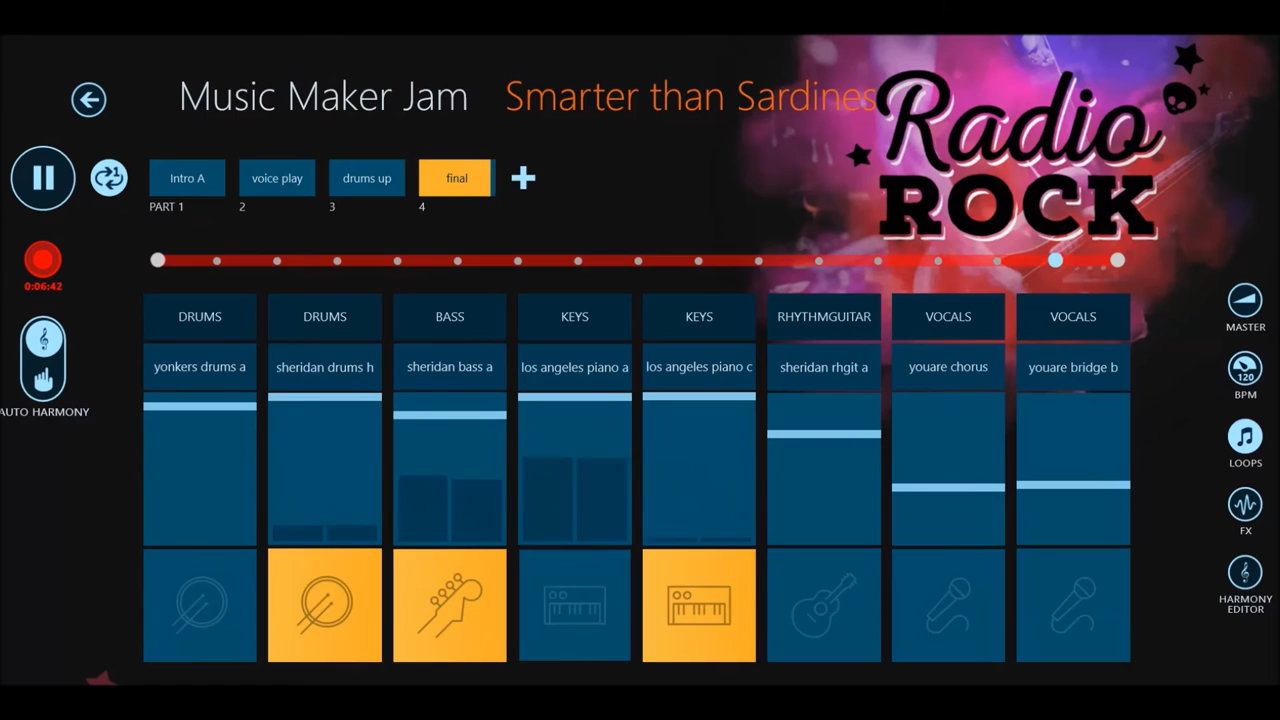 Music Maker Jam Smarter than Sardines
Radio
ROCK
Intro A voice play drums up final
PART 1 2 3 4
0:06:42
AUTO HARMONY
DRUMS DRUMS BASS KEYS KEYS RHYTHMGUITAR VOCALS VOCALS
yonkers drums a sheridan drums h sheridan bass a los angeles piano a los angeles piano c sheridan rhgit a youare chorus youare bridge b
MASTER
120
BPM
LOOPS
FX
HARMONY
EDITOR